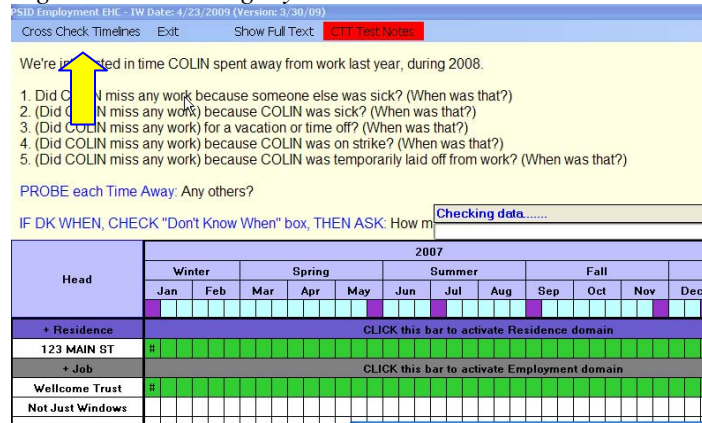 PSID Employment EHC - IW Date: 4/23/2009 (Version: 3/30/09)
Cross Check Timelines Exit Show Full Text CTT Test Notes
We're in ted in time COLIN spent away from work last year, during 2008.
1. Did C N miss any work because someone else was sick? (When was that?)
2. (Did C N miss any work) because COLIN was sick? (When was that?)
3. (Did COLIN miss any work) for a vacation or time off? (When was that?)
4. (Did COLIN miss any work) because COLIN was on strike? (When was that?)
5. (Did COLIN miss any work) because COLIN was temporarily laid off from work? (When was that?)
PROBE each Time Away: Any others?
IF DK WHEN, CHECK "Don't Know When" box, THEN ASK: How m
Checking data.......
Head
2007
Winter Spring Summer Fall
Jan Feb Mar Apr May Jun Jul Aug Sep Oct Nov Dec
+ Residence CLICK this bar to activate Residence domain
123 MAIN ST #
+ Job CLICK this bar to activate Employment domain
Wellcome Trust #
Not Just Windows